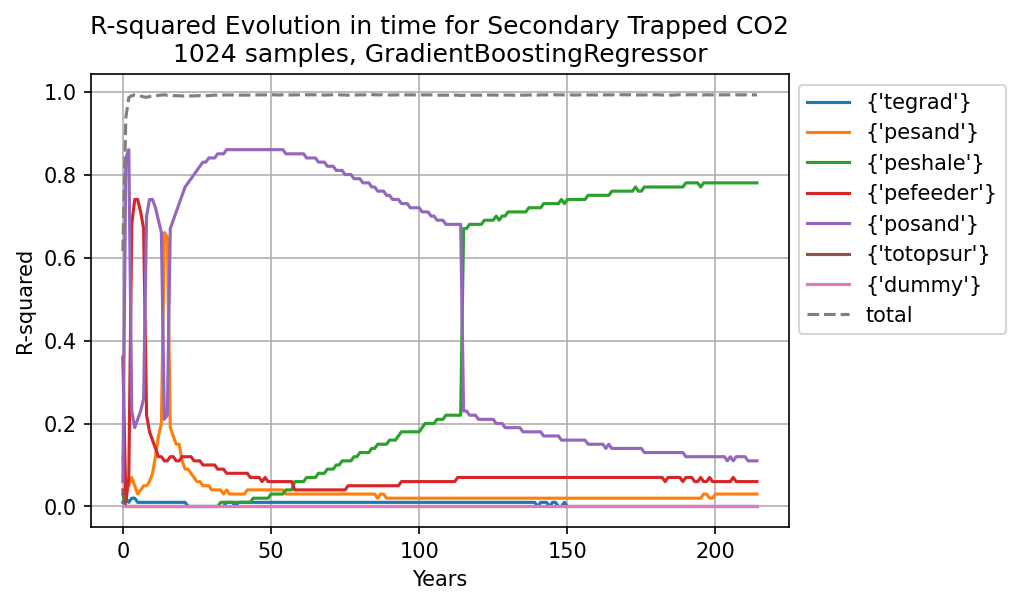 R-squared Evolution in time for Secondary Trapped CO2
1024 samples, GradientBoostingRegressor
1.0
0.8
0.6
0.4
0.2
0.0
R-squared
0
50
100
150
200
Years
{'tegrad'}
{'pesand'}
{'peshale'}
{'pefeeder'}
{'posand'}
{'totopsur'}
{'dummy'}
total